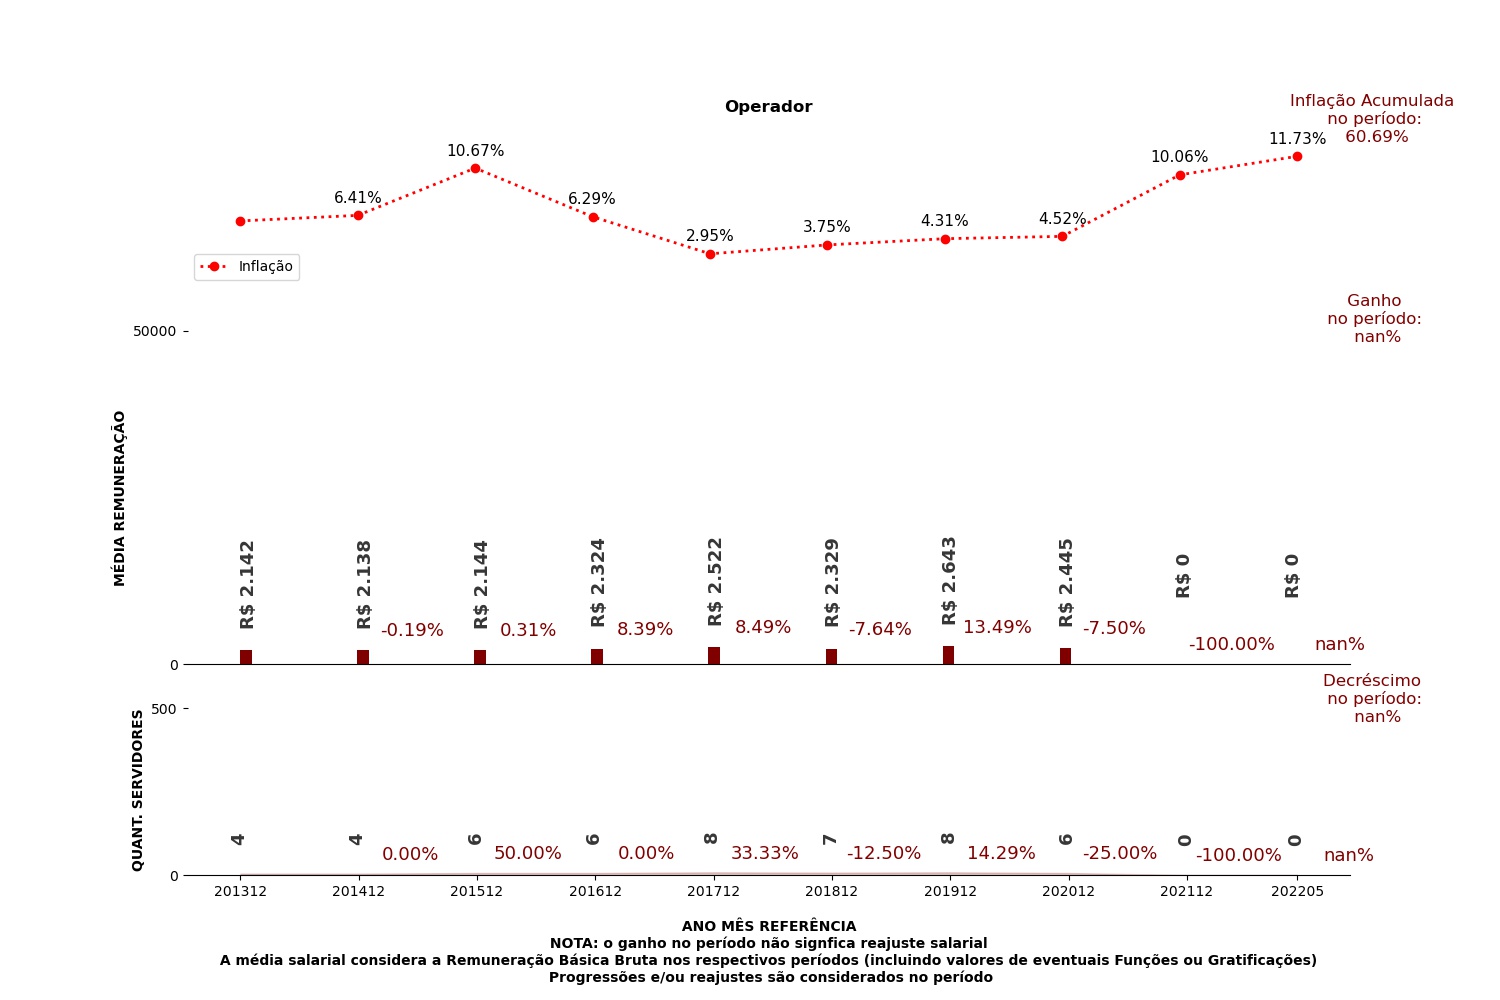 Operador
Inflação Acumulada
no período:
60.69%
6.41%
10.67%
6.29%
2.95%
3.75%
4.31%
4.52%
10.06%
11.73%
Inflação
Ganho
no período:
nan%
50000
0
MÉDIA REMUNERAÇÃO
R$ 2.142
R$ 2.138
R$ 2.144
R$ 2.324
R$ 2.522
R$ 2.329
R$ 2.643
R$ 2.445
R$ 0
R$ 0
-0.19%
0.31%
8.39%
8.49%
-7.64%
13.49%
-7.50%
-100.00%
nan%
Decréscimo
no período:
nan%
500
0
QUANT. SERVIDORES
4
4
6
6
8
7
8
6
0
0
0.00%
50.00%
0.00%
33.33%
-12.50%
14.29%
-25.00%
-100.00%
nan%
201312
201412
201512
201612
201712
201812
201912
202012
202112
202205
ANO MÊS REFERÊNCIA
NOTA: o ganho no período não signfica reajuste salarial
A média salarial considera a Remuneração Básica Bruta nos respectivos períodos (incluindo valores de eventuais Funções ou Gratificações)
Progressões e/ou reajustes são considerados no período